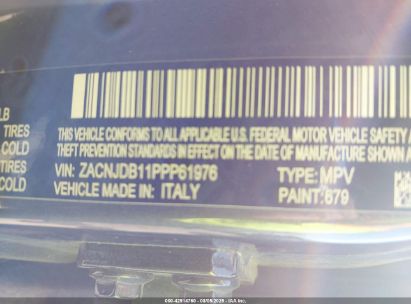 LB
TIRES
COLD
TIRES
COLD
THIS VEHICLE CONFORMS TO ALL APPLICABLE U.S. FEDERAL MOTOR VEHICLE SAFETY A
THEFT PREVENTION STANDARDS IN EFFECT ON THE DATE OF MANUFACTURE SHOWN
VIN: ZACNJDB11PPP61976 TYPE: MPV
VEHICLE MADE IN: ITALY PAINT: 679